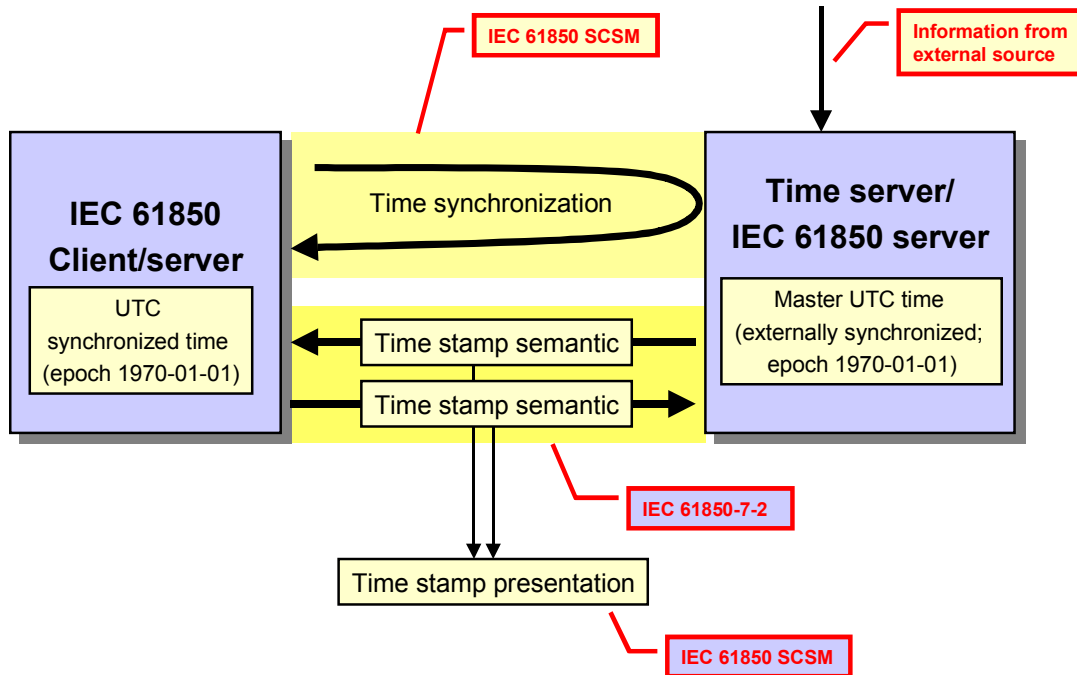 IEC 61850 SCSM
Information from
external source
IEC 61850
Client/server
UTC
synchronized time
(epoch 1970-01-01)
Time synchronization
Time server/
IEC 61850 server
Master UTC time
(externally synchronized;
epoch 1970-01-01)
Time stamp semantic
Time stamp semantic
IEC 61850-7-2
Time stamp presentation
IEC 61850 SCSM